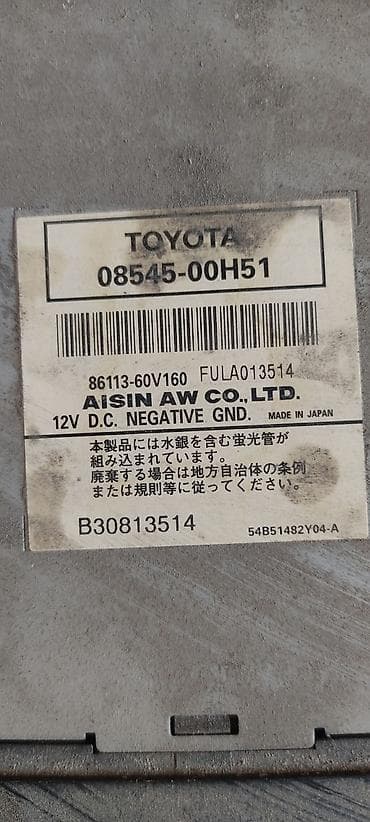 TOYOTA
08545-00H51
86113-60V160 FULA013514
AISIN AW CO.,LTD.
12V D.C. NEGATIVE GND. MADE IN JAPAN
本製品には水銀を含む蛍光管が
組み込まれています。
廃棄する場合は地方自治体の条例
または規則等に従ってください。
B30813514 54B51482Y04-A